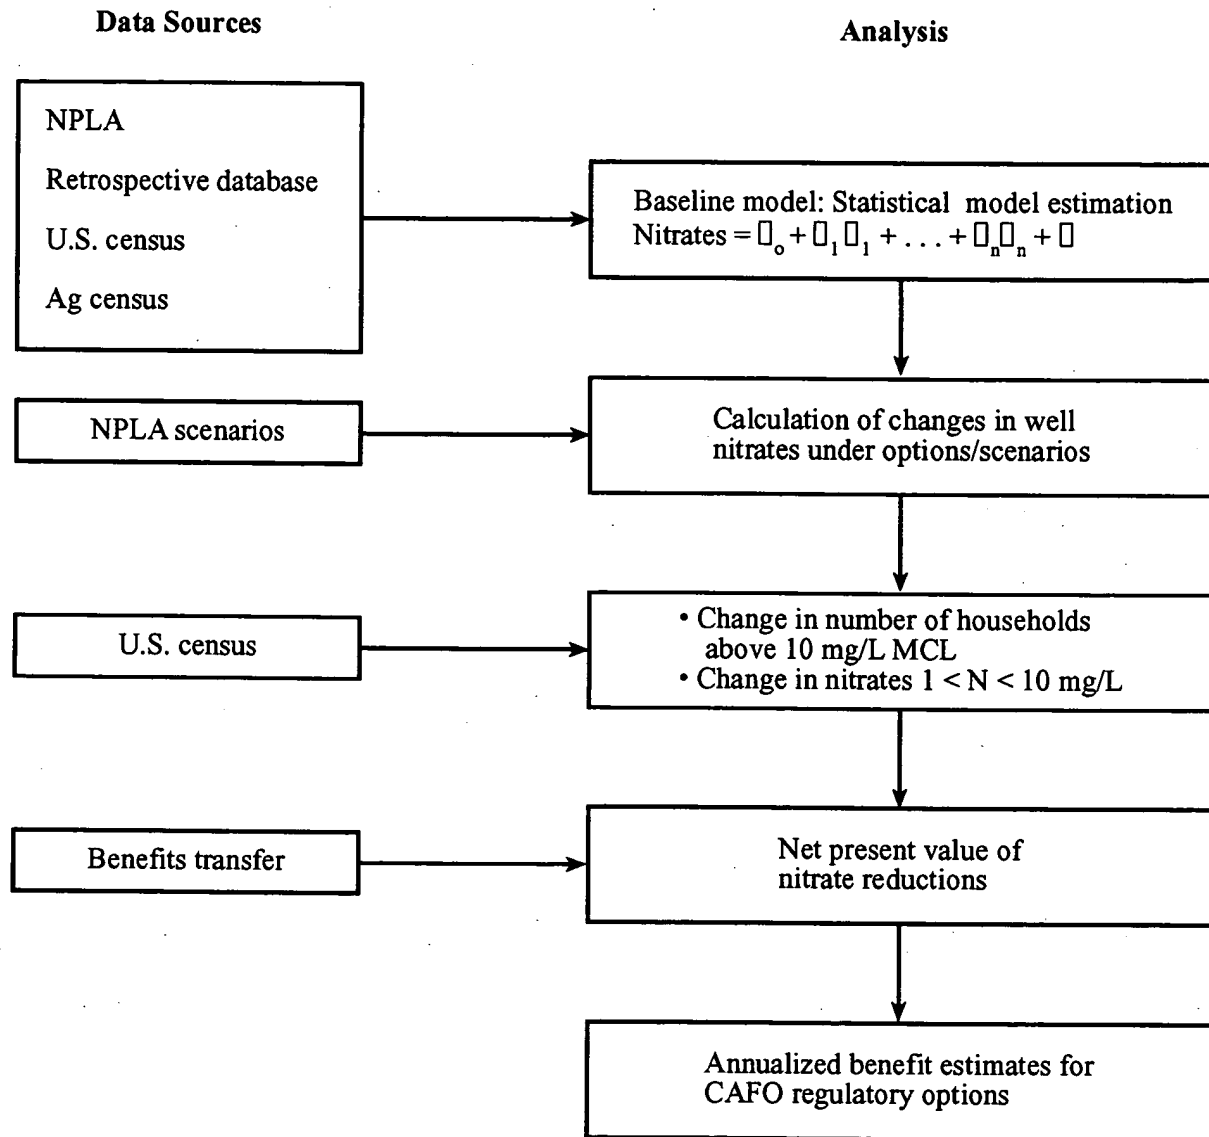 Data Sources
Analysis
NPLA
Retrospective database
U.S. census
Ag census
Baseline model: Statistical model estimation
Nitrates = ▯₀ + ▯₁▯₁ + . . . + ▯ₙ▯ₙ + ▯
NPLA scenarios
Calculation of changes in well
nitrates under options/scenarios
U.S. census
• Change in number of households
above 10 mg/L MCL
• Change in nitrates 1 < N < 10 mg/L
Benefits transfer
Net present value of
nitrate reductions
Annualized benefit estimates for
CAFO regulatory options